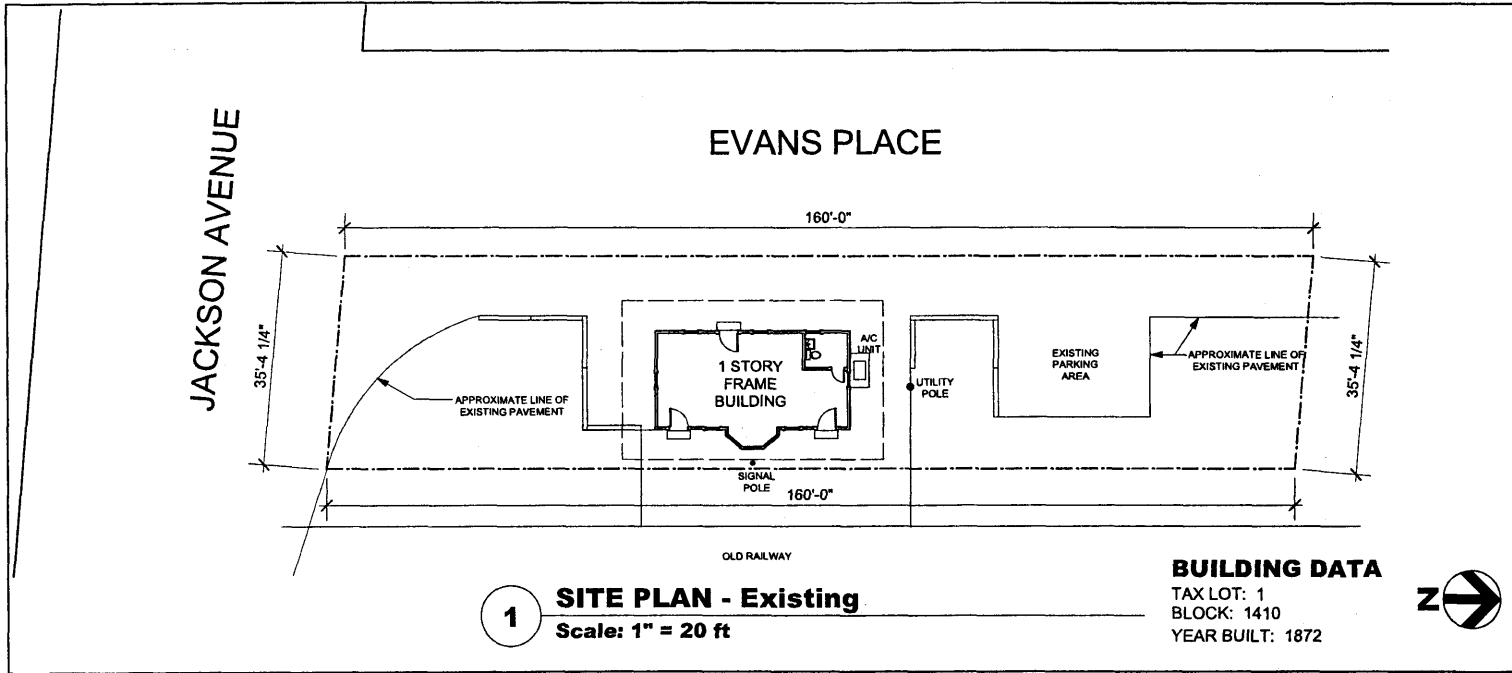 JACKSON AVENUE
EVANS PLACE
160'-0"
35'-4 1/4"
35'-4 1/4"
A/C
UNIT
1 STORY
FRAME
BUILDING
UTILITY
POLE
EXISTING
PARKING
AREA
APPROXIMATE LINE OF
EXISTING PAVEMENT
APPROXIMATE LINE OF
EXISTING PAVEMENT
SIGNAL
POLE
160'-0"
OLD RAILWAY
1
SITE PLAN - Existing
Scale: 1" = 20 ft
BUILDING DATA
TAX LOT: 1
BLOCK: 1410
YEAR BUILT: 1872
N